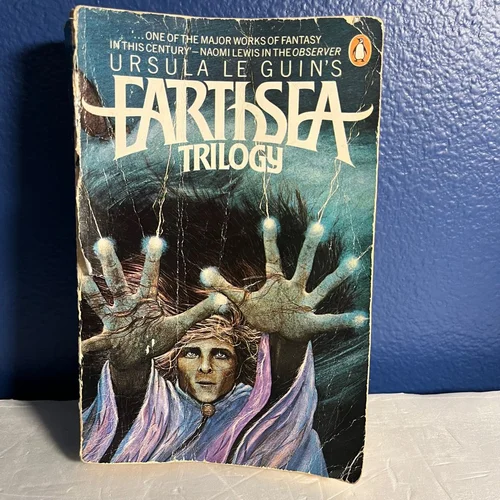 ...ONE OF THE MAJOR WORKS OF FANTASY
IN THIS CENTURY'–NAOMI LEWIS IN THE OBSERVER
URSULA LE GUIN'S
EARTHSEA
TRILOGY